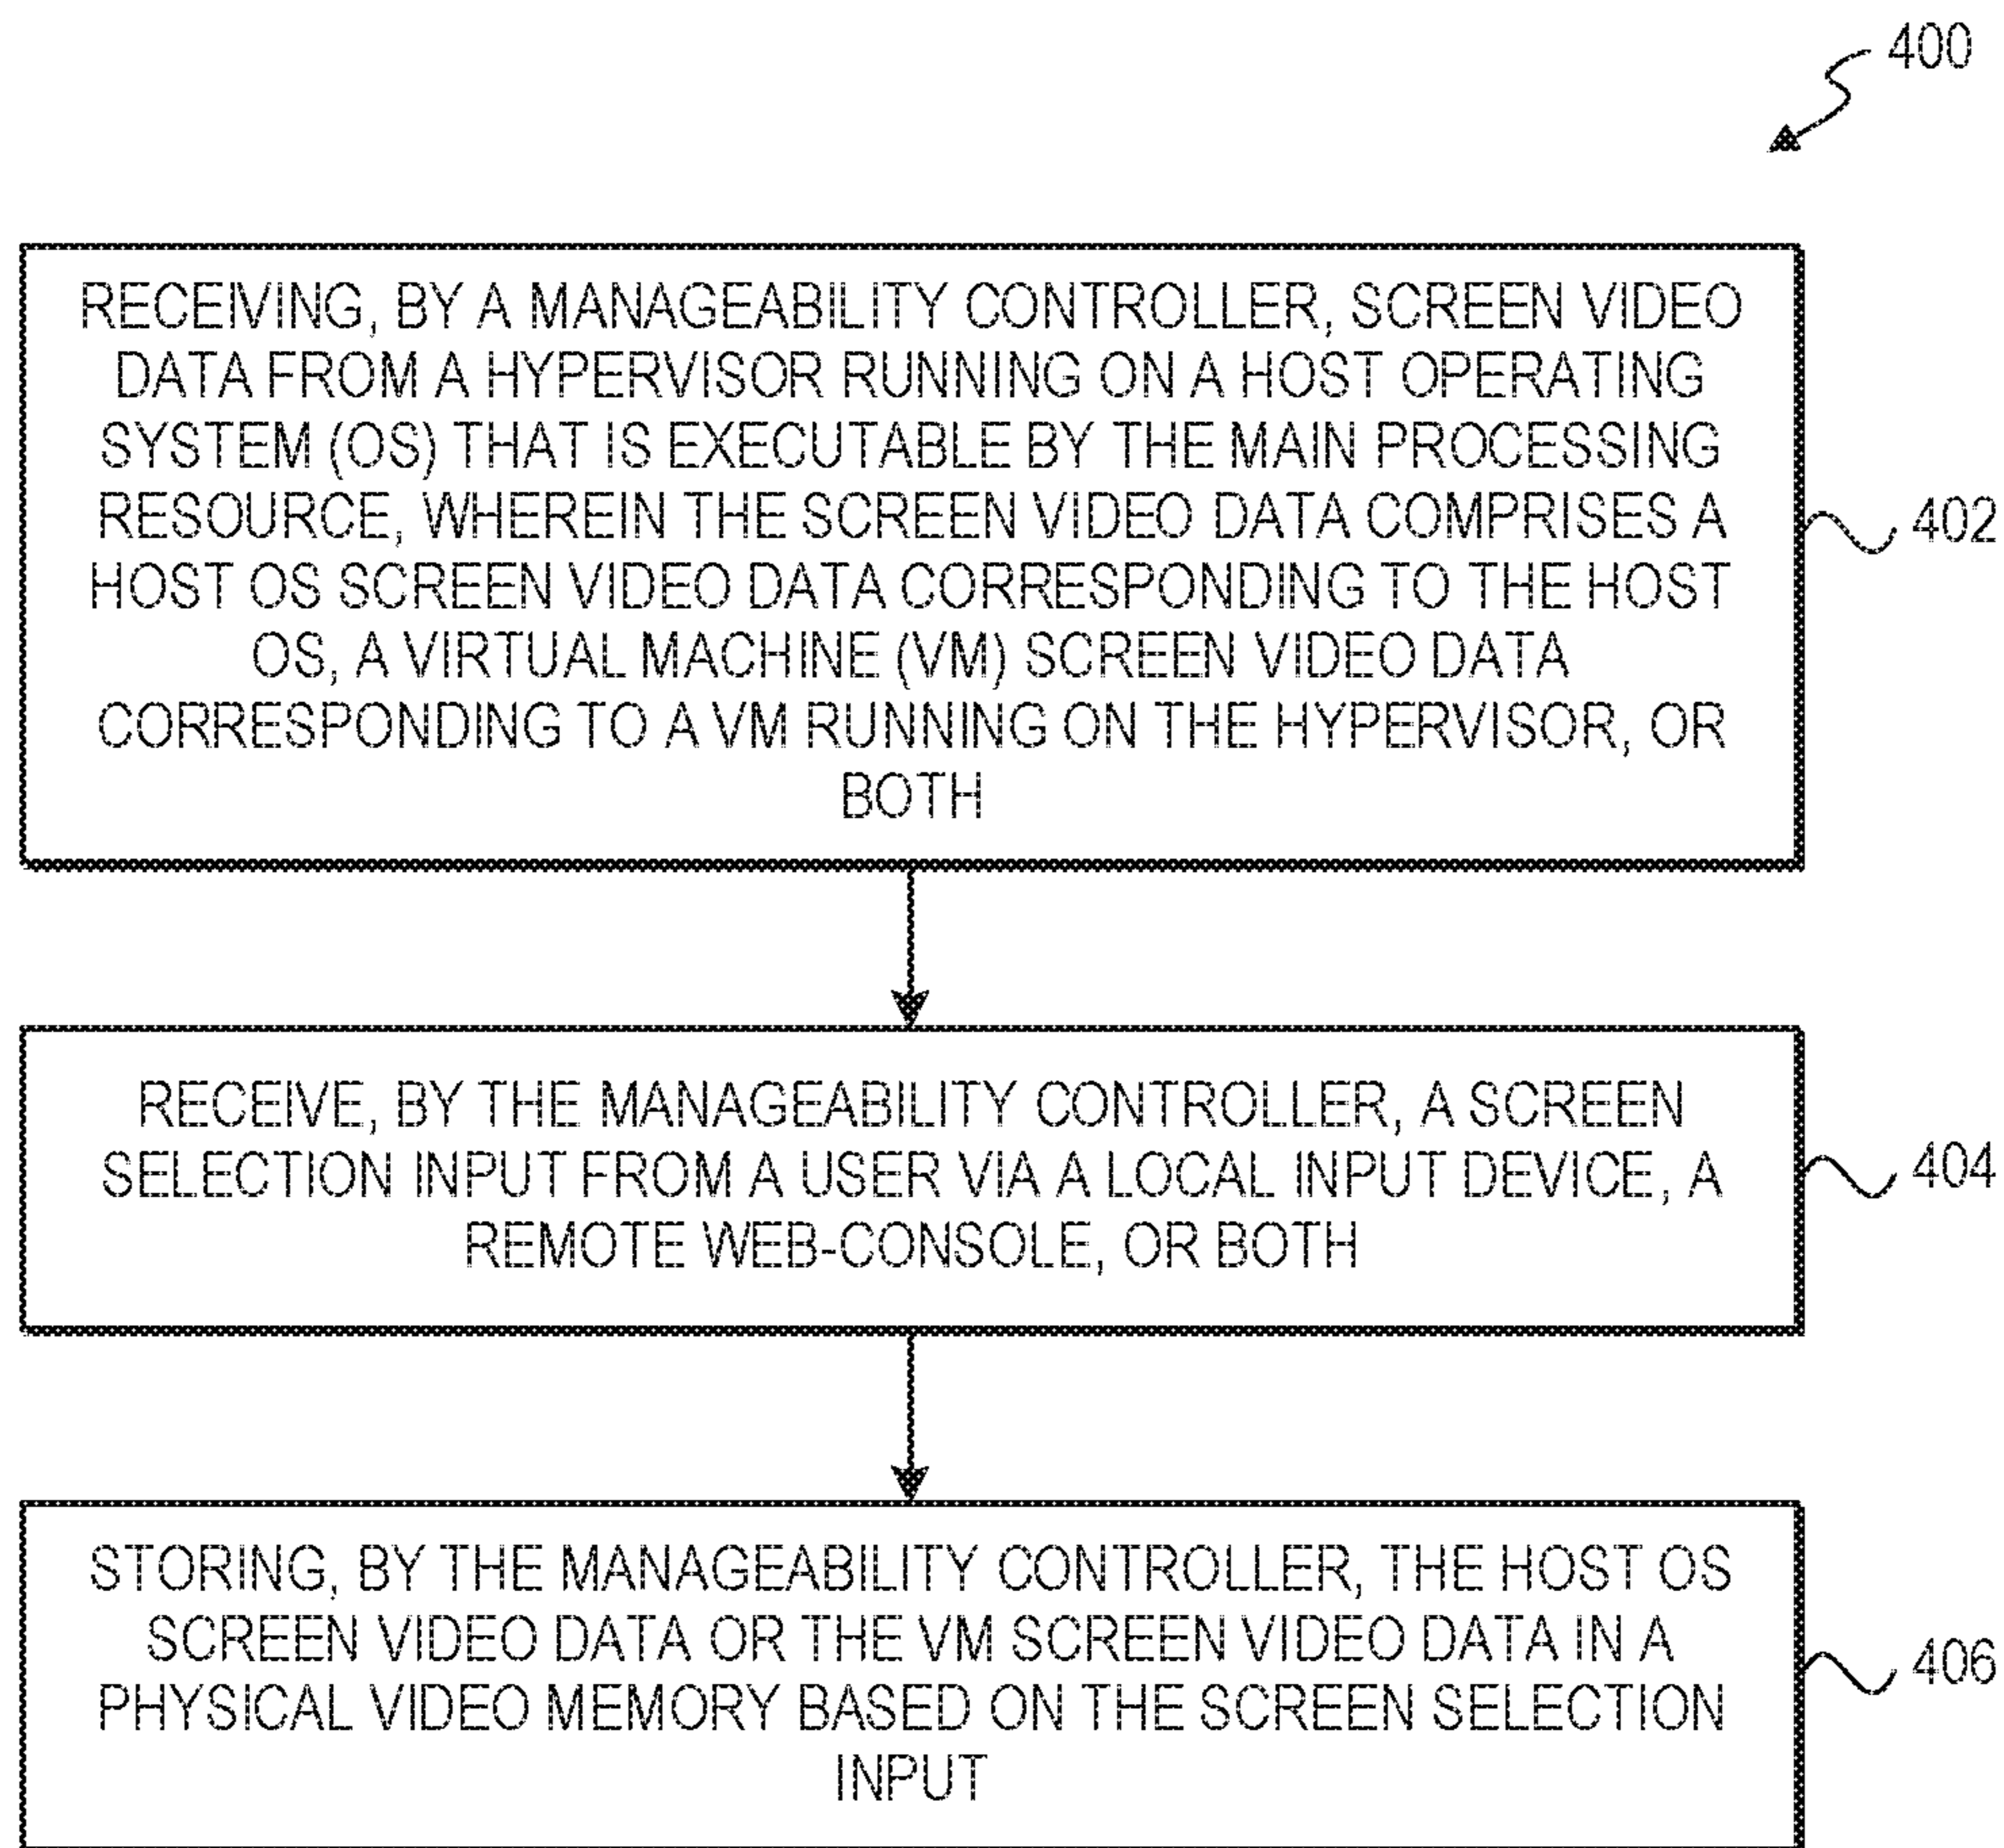 400
RECEIVING, BY A MANAGEABILITY CONTROLLER, SCREEN VIDEO
DATA FROM A HYPERVISOR RUNNING ON A HOST OPERATING
SYSTEM (OS) THAT IS EXECUTABLE BY THE MAIN PROCESSING
RESOURCE, WHEREIN THE SCREEN VIDEO DATA COMPRISES A
HOST OS SCREEN VIDEO DATA CORRESPONDING TO THE HOST
OS, A VIRTUAL MACHINE (VM) SCREEN VIDEO DATA
CORRESPONDING TO A VM RUNNING ON THE HYPERVISOR, OR
BOTH
402
RECEIVE, BY THE MANAGEABILITY CONTROLLER, A SCREEN
SELECTION INPUT FROM A USER VIA A LOCAL INPUT DEVICE, A
REMOTE WEB-CONSOLE, OR BOTH
404
STORING, BY THE MANAGEABILITY CONTROLLER, THE HOST OS
SCREEN VIDEO DATA OR THE VM SCREEN VIDEO DATA IN A
PHYSICAL VIDEO MEMORY BASED ON THE SCREEN SELECTION
INPUT
406